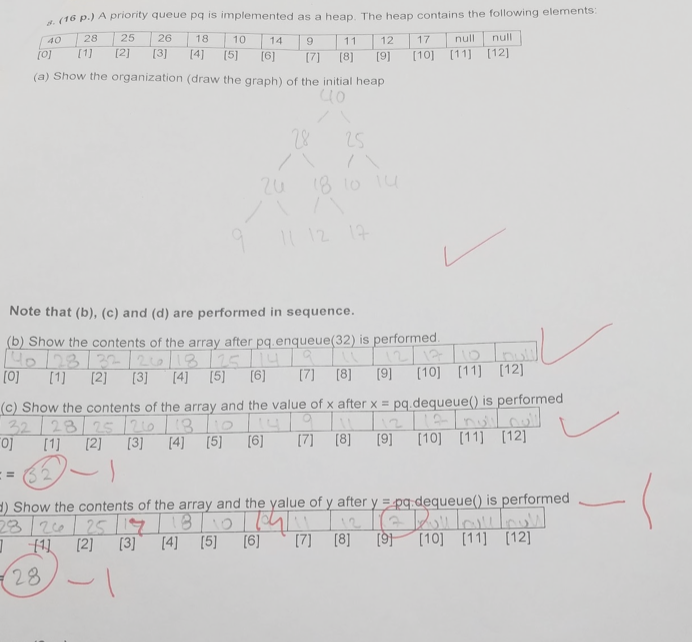 (16 p.) A priority queue pq is implemented as a heap. The heap contains the following elements:
40 28 25 26 18 10 14 9 11 12 17 null null
[0] [1] [2] [3] [4] [5] [6] [7] [8] [9] [10] [11] [12]
(a) Show the organization (draw the graph) of the initial heap
40
28 25
26 18 10 14
9 11 12 17
Note that (b), (c) and (d) are performed in sequence.
(b) Show the contents of the array after pq.enqueue(32) is performed.
40 28 32 26 18 25 14 9 11 12 17 10 null
[0] [1] [2] [3] [4] [5] [6] [7] [8] [9] [10] [11] [12]
(c) Show the contents of the array and the value of x after x = pq.dequeue() is performed
32 28 25 26 18 10 14 9 11 12 17 null null
0] [1] [2] [3] [4] [5] [6] [7] [8] [9] [10] [11] [12]
= 32 -1
) Show the contents of the array and the value of y after y = pq.dequeue() is performed -1
28 26 25 17 18 10 14 11 12 null null null
] [1] [2] [3] [4] [5] [6] [7] [8] [9] [10] [11] [12]
28 -1